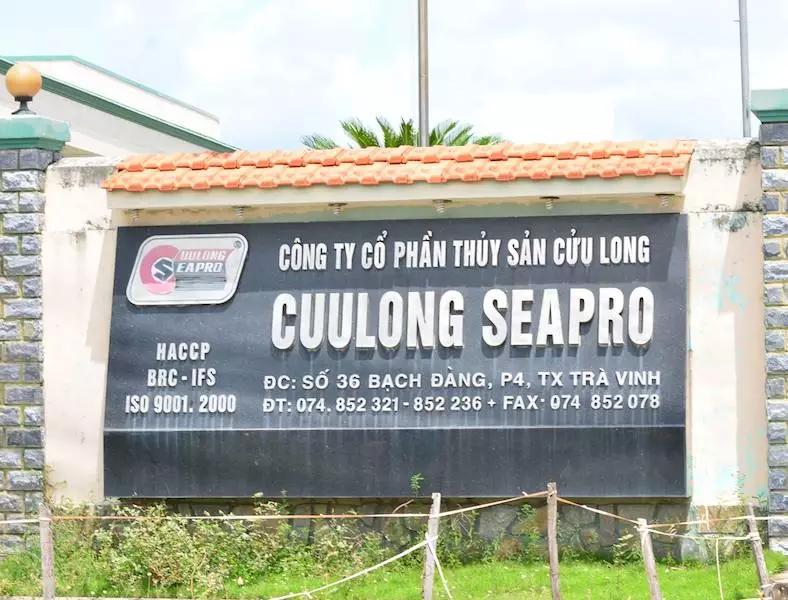 CUULONG
SEAPRO
®
CÔNG TY CỔ PHẦN THỦY SẢN CỬU LONG
CUULONG SEAPRO
HACCP
BRC - IFS
ISO 9001. 2000
ĐC: SỐ 36 BẠCH ĐÀNG, P4, TX TRÀ VINH
ĐT: 074. 852 321 - 852 236 + FAX: 074 852 078